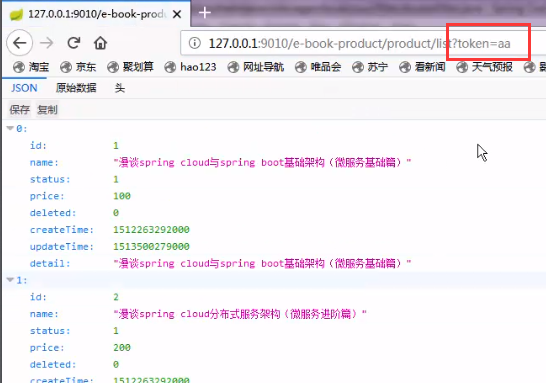 127.0.0.1:9010/e-book-pr
127.0.0.1:9010/e-book-product/product/list?token=aa
淘宝 京东 聚划算 hao123 网址导航 唯品会 苏宁 看新闻 天气预报
JSON 原始数据 头
保存 复制
0:
id: 1
name: "漫谈spring cloud与spring boot基础架构（微服务基础篇）"
status: 1
price: 100
deleted: 0
createTime: 1512263292000
updateTime: 1513500279000
detail: "漫谈spring cloud与spring boot基础架构（微服务基础篇）"
1:
id: 2
name: "漫谈spring cloud分布式服务架构（微服务进阶篇）"
status: 1
price: 200
deleted: 0
createTime: 1512263292000